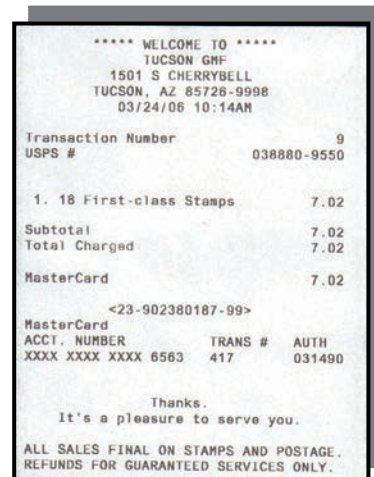 ***** WELCOME TO *****
TUCSON GMF
1501 S CHERRYBELL
TUCSON, AZ 85726-9998
03/24/06 10:14AM
Transaction Number 9
USPS # 038880-9550
1. 18 First-class Stamps 7.02
Subtotal 7.02
Total Charged 7.02
MasterCard 7.02
<23-902380187-99>
MasterCard
ACCT. NUMBER TRANS # AUTH
XXXX XXXX XXXX 6563 417 031490
Thanks.
It's a pleasure to serve you.
ALL SALES FINAL ON STAMPS AND POSTAGE.
REFUNDS FOR GUARANTEED SERVICES ONLY.